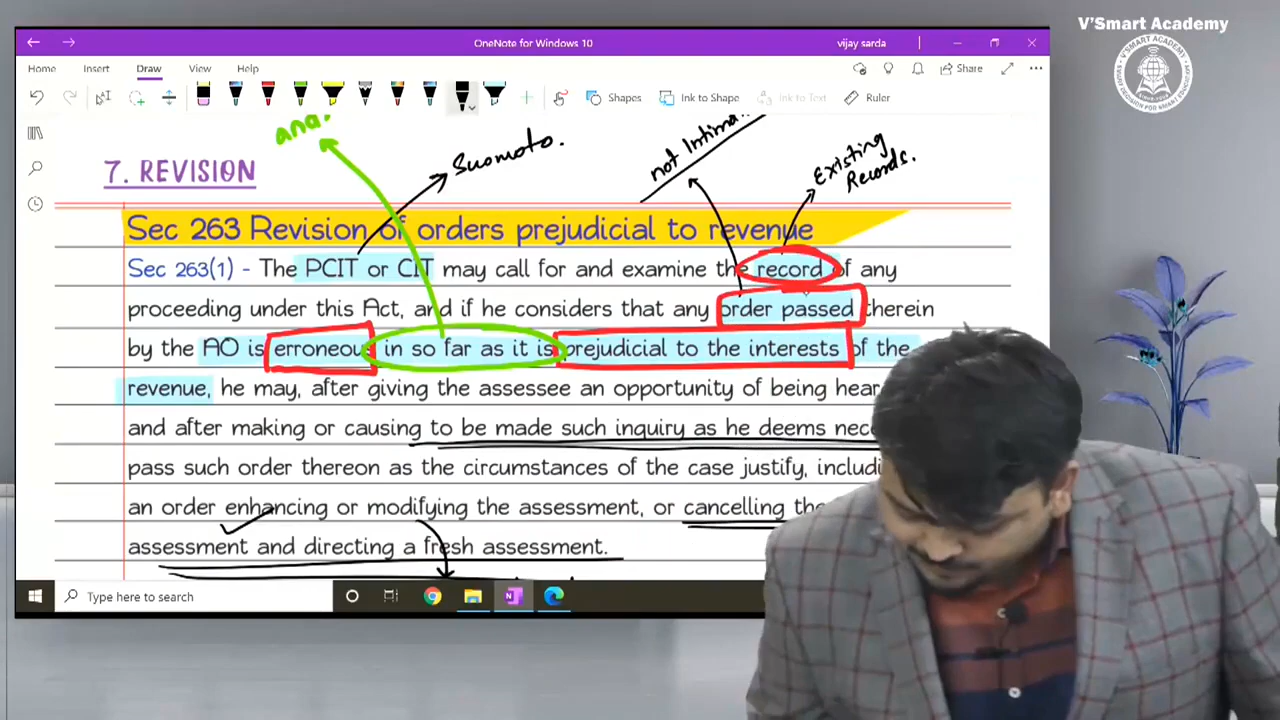 V'Smart Academy
OneNote for Windows 10
vijay sarda
Home Insert Draw View Help
Share
Shapes Ink to Shape Ink to Text Ruler
and.
Suomoto.
not Intima..
Existing
Records.
7. REVISION
Sec 263 Revision of orders prejudicial to revenue
Sec 263(1) - The PCIT or CIT may call for and examine the record of any
proceeding under this Act, and if he considers that any order passed therein
by the AO is erroneous in so far as it is prejudicial to the interests of the
revenue, he may, after giving the assessee an opportunity of being hear
and after making or causing to be made such inquiry as he deems nec
pass such order thereon as the circumstances of the case justify, includi
an order enhancing or modifying the assessment, or cancelling the
assessment and directing a fresh assessment.
Type here to search